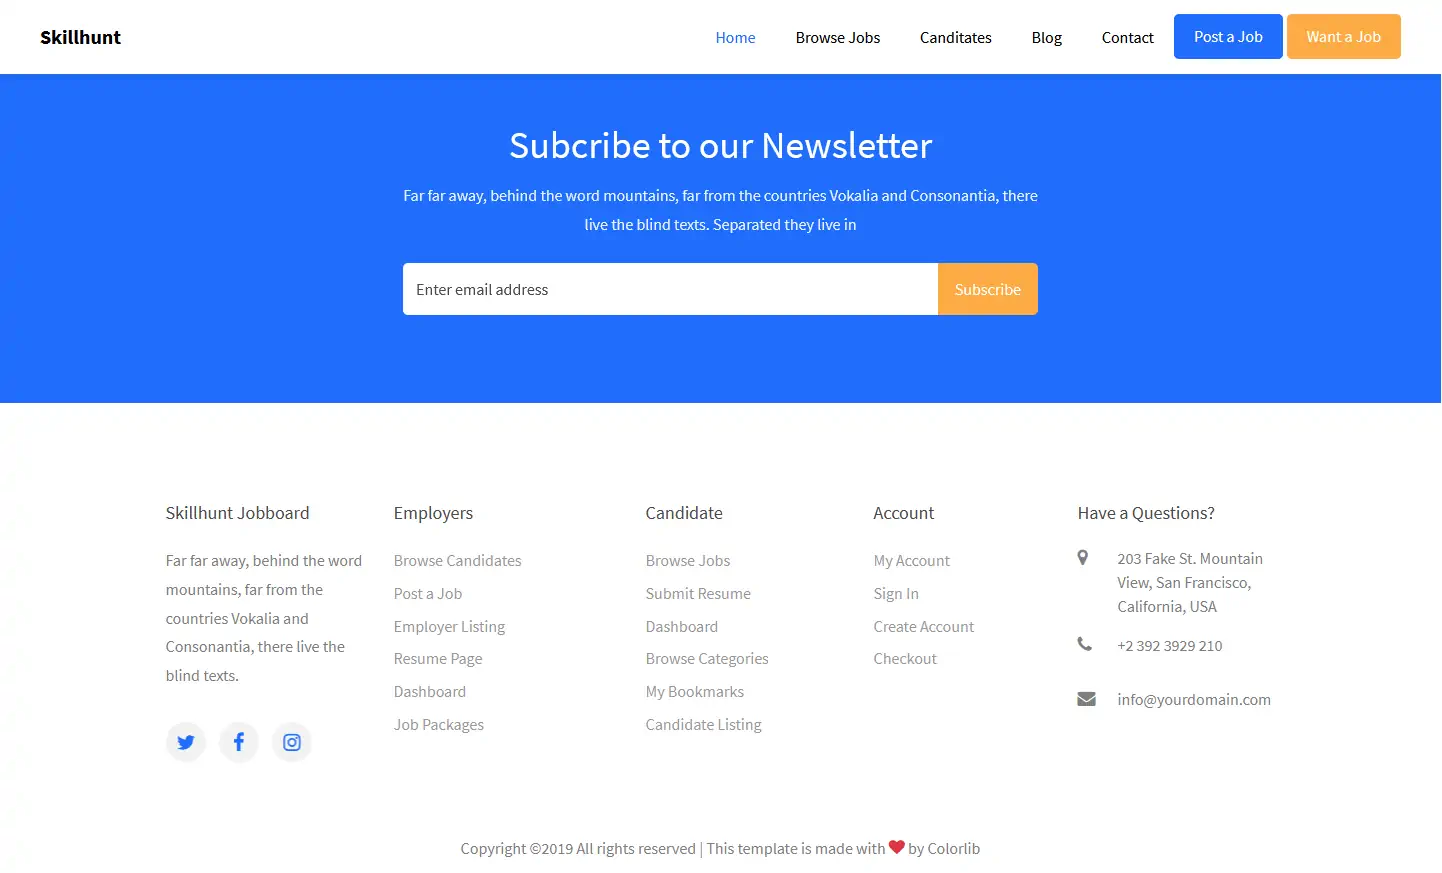 Skillhunt
Home
Browse Jobs
Canditates
Blog
Contact
Post a Job
Want a Job
Subcribe to our Newsletter
Far far away, behind the word mountains, far from the countries Vokalia and Consonantia, there
live the blind texts. Separated they live in
Enter email address
Subscribe
Skillhunt Jobboard
Far far away, behind the word
mountains, far from the
countries Vokalia and
Consonantia, there live the
blind texts.
Employers
Browse Candidates
Post a Job
Employer Listing
Resume Page
Dashboard
Job Packages
Candidate
Browse Jobs
Submit Resume
Dashboard
Browse Categories
My Bookmarks
Candidate Listing
Account
My Account
Sign In
Create Account
Checkout
Have a Questions?
203 Fake St. Mountain
View, San Francisco,
California, USA
+2 392 3929 210
info@yourdomain.com
Copyright ©2019 All rights reserved | This template is made with ❤ by Colorlib